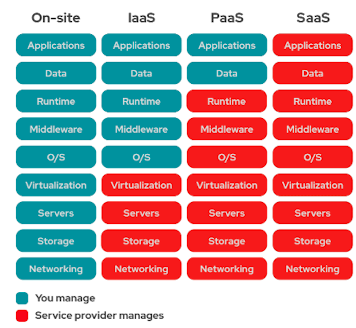 On-site IaaS PaaS SaaS
Applications Applications Applications Applications
Data Data Data Data
Runtime Runtime Runtime Runtime
Middleware Middleware Middleware Middleware
O/S O/S O/S O/S
Virtualization Virtualization Virtualization Virtualization
Servers Servers Servers Servers
Storage Storage Storage Storage
Networking Networking Networking Networking
You manage
Service provider manages